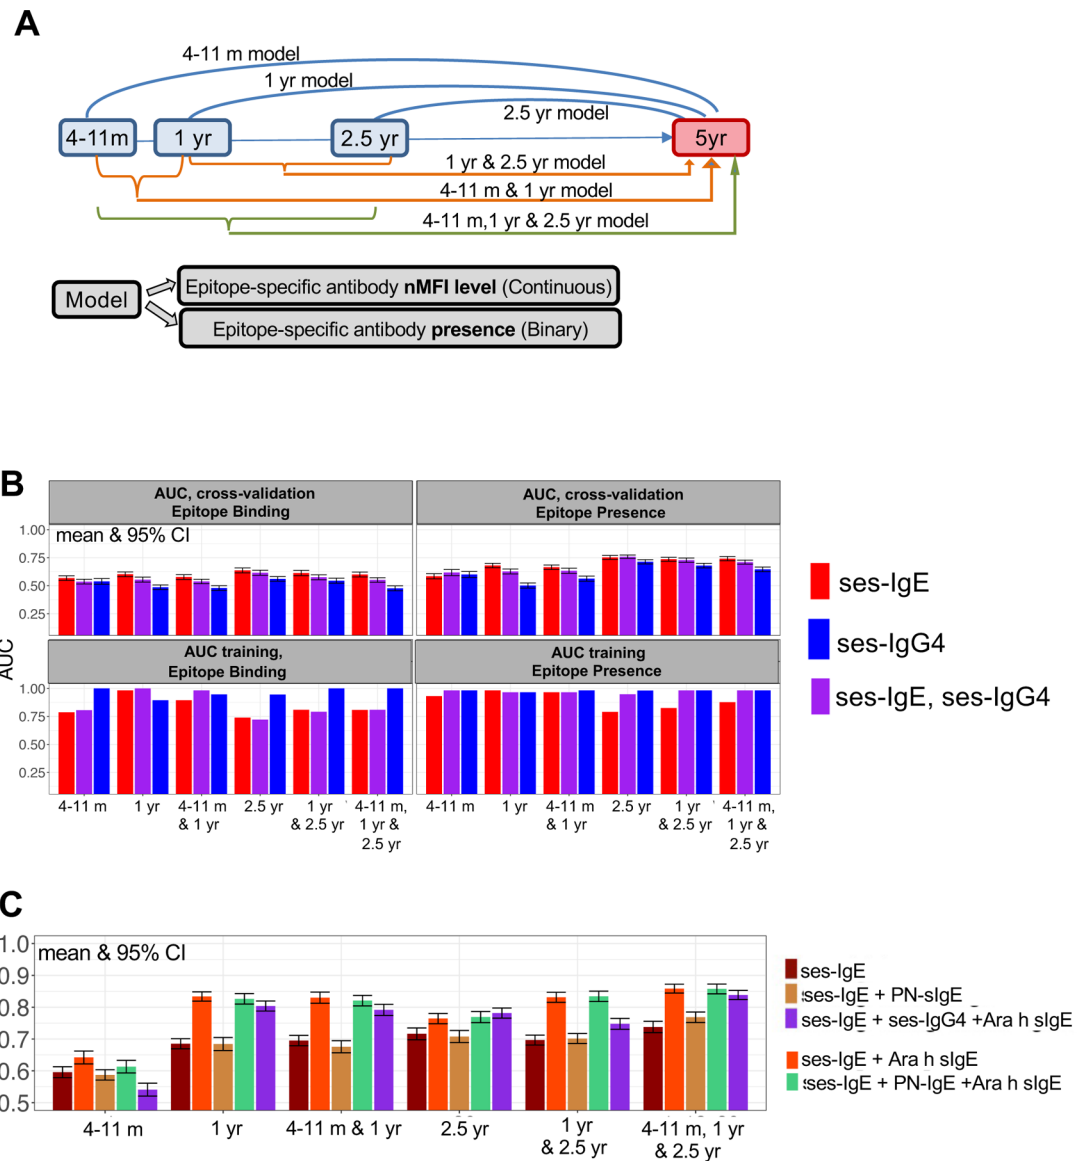 A
4-11 m model
1 yr model
2.5 yr model
4-11m
1 yr
2.5 yr
5yr
1 yr & 2.5 yr model
4-11 m & 1yr model
4-11 m,1 yr & 2.5 yr model
Model
Epitope-specific antibody nMFI level (Continuous)
Epitope-specific antibody presence (Binary)
B
AUC, cross-validation
Epitope Binding
AUC, cross-validation
Epitope Presence
mean & 95% CI
1.00
0.75
0.50
0.25
AUC
AUC training,
Epitope Binding
AUC training
Epitope Presence
1.00
0.75
0.50
0.25
4-11 m
1 yr
4-11 m
& 1 yr
2.5 yr
1 yr
& 2.5 yr
4-11 m,
1 yr &
2.5 yr
4-11 m
1 yr
4-11 m
& 1 yr
2.5 yr
1 yr
& 2.5 yr
4-11 m,
1 yr &
2.5 yr
ses-IgE
ses-IgG4
ses-IgE, ses-IgG4
C
mean & 95% CI
1.0
0.9
0.8
0.7
0.6
0.5
4-11 m
1 yr
4-11 m & 1 yr
2.5 yr
1 yr
& 2.5 yr
4-11 m, 1 yr
& 2.5 yr
ses-IgE
ses-IgE + PN-sIgE
ses-IgE + ses-IgG4 +Ara h sIgE
ses-IgE + Ara h sIgE
ses-IgE + PN-IgE +Ara h sIgE